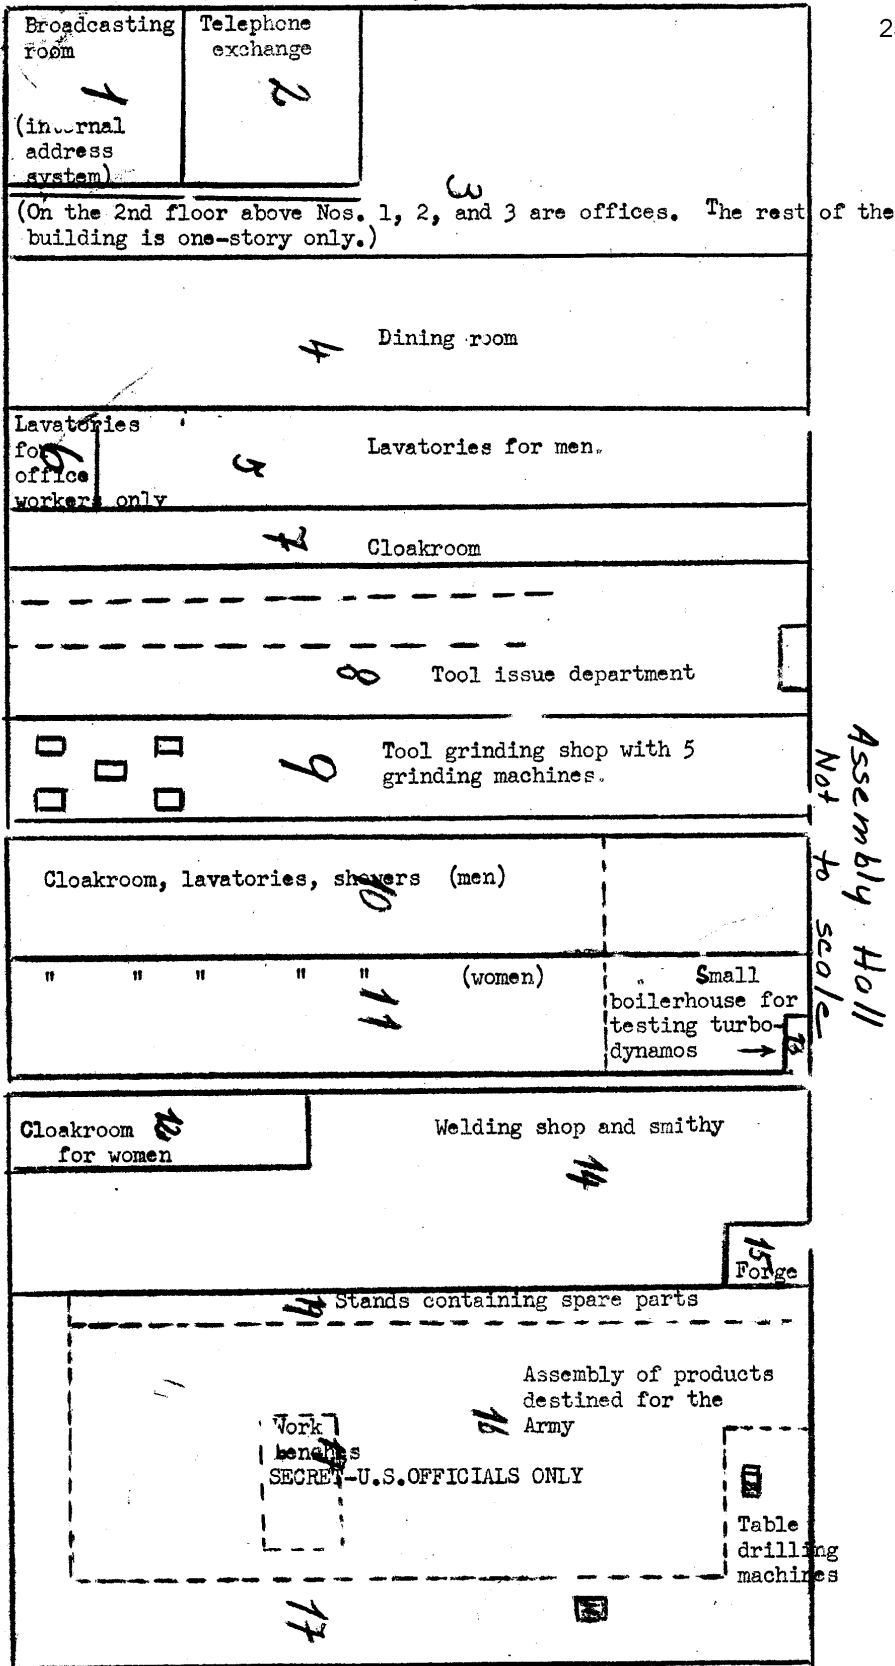 2
Broadcasting
room
1
(internal
address
system)
Telephone
exchange
2
3
(On the 2nd floor above Nos. 1, 2, and 3 are offices. The rest of the
building is one-story only.)
4
Dining room
Lavatories
for
office
workers only
6
5
Lavatories for men.
7
Cloakroom
8
Tool issue department
9
Tool grinding shop with 5
grinding machines.
Assembly Hall
Not to scale
Cloakroom, lavatories, showers (men)
10
" " " " " (women)
11
Small
boilerhouse for
testing turbo-
dynamos →
13
Cloakroom
for women
12
Welding shop and smithy
14
15
Forge
Stands containing spare parts
Assembly of products
destined for the
Army
16
Work
benches
SECRET-U.S.OFFICIALS ONLY
Table
drilling
machines
17